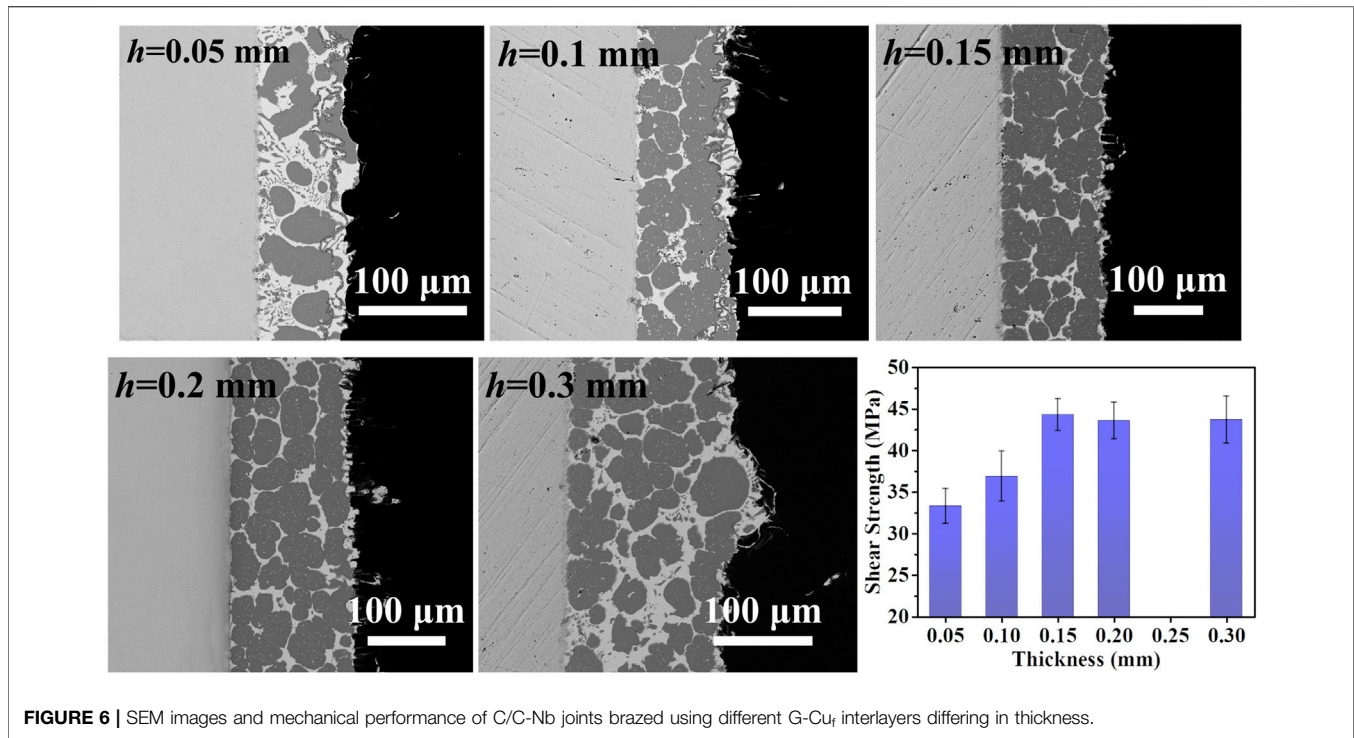 h=0.05 mm
100 µm
h=0.1 mm
100 µm
h=0.15 mm
100 µm
h=0.2 mm
100 µm
h=0.3 mm
100 µm
Shear Strength (MPa)
50
45
40
35
30
25
20
0.05 0.10 0.15 0.20 0.25 0.30
Thickness (mm)
FIGURE 6 | SEM images and mechanical performance of C/C-Nb joints brazed using different G-Cuf interlayers differing in thickness.